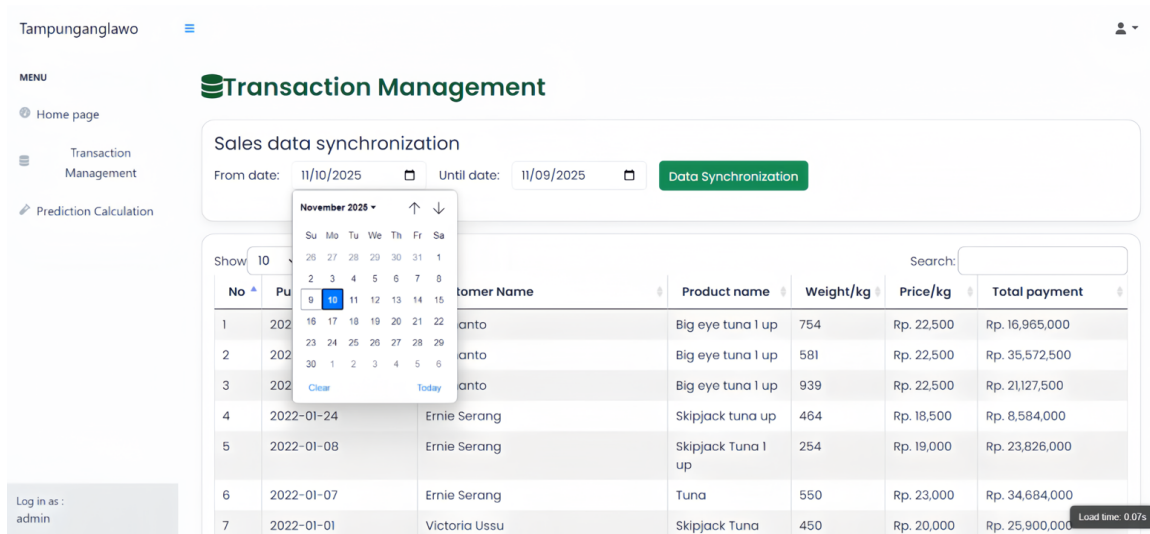 Tampunganglawo
MENU
Home page
Transaction
Management
Prediction Calculation
Log in as :
admin
Transaction Management
Sales data synchronization
From date: 11/10/2025 Until date: 11/09/2025 Data Synchronization
November 2025
Su Mo Tu We Th Fr Sa
26 27 28 29 30 31 1
2 3 4 5 6 7 8
9 10 11 12 13 14 15
16 17 18 19 20 21 22
23 24 25 26 27 28 29
30 1 2 3 4 5 6
Clear Today
Show 10 Search:
No Pu tomer Name Product name Weight/kg Price/kg Total payment
1 202 anto Big eye tuna 1 up 754 Rp. 22,500 Rp. 16,965,000
2 202 anto Big eye tuna 1 up 581 Rp. 22,500 Rp. 35,572,500
3 202 anto Big eye tuna 1 up 939 Rp. 22,500 Rp. 21,127,500
4 2022-01-24 Ernie Serang Skipjack tuna up 464 Rp. 18,500 Rp. 8,584,000
5 2022-01-08 Ernie Serang Skipjack Tuna 1 254 Rp. 19,000 Rp. 23,826,000
up
6 2022-01-07 Ernie Serang Tuna 550 Rp. 23,000 Rp. 34,684,000
7 2022-01-01 Victoria Ussu Skipjack Tuna 450 Rp. 20,000 Rp. 25,900,000
Load time: 0.07s